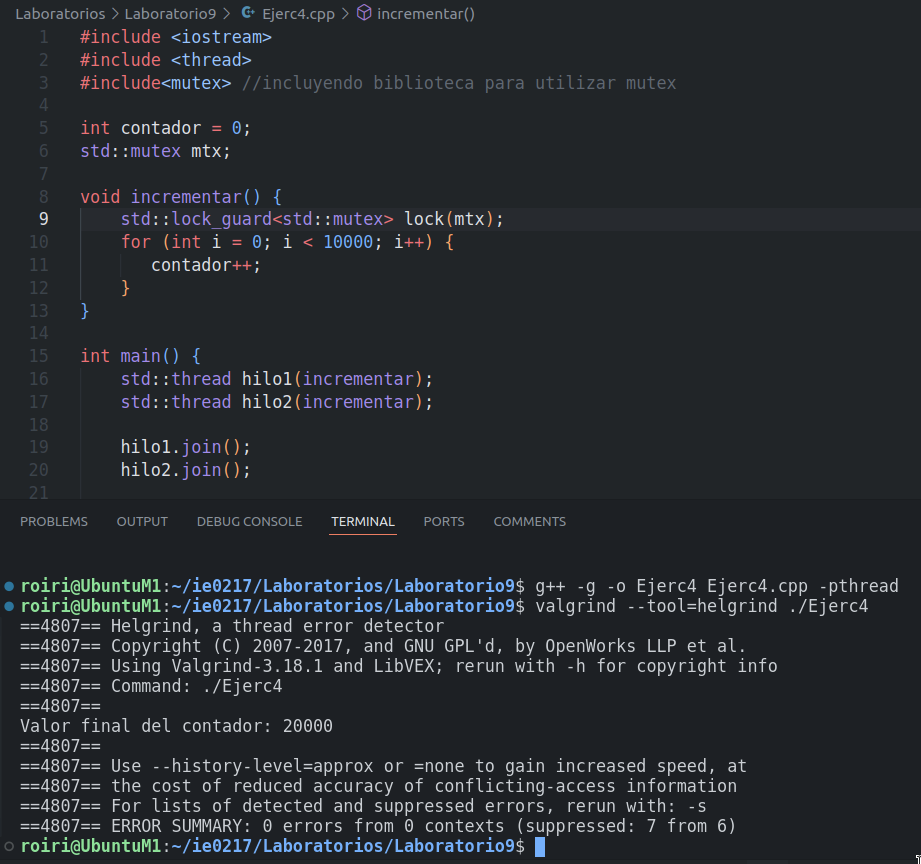 Laboratorios > Laboratorio9 > Ejerc4.cpp > incrementar()
1 #include <iostream>
2 #include <thread>
3 #include<mutex> //incluyendo biblioteca para utilizar mutex
4
5 int contador = 0;
6 std::mutex mtx;
7
8 void incrementar() {
9 std::lock_guard<std::mutex> lock(mtx);
10 for (int i = 0; i < 10000; i++) {
11 contador++;
12 }
13 }
14
15 int main() {
16 std::thread hilo1(incrementar);
17 std::thread hilo2(incrementar);
18
19 hilo1.join();
20 hilo2.join();
21
PROBLEMS OUTPUT DEBUG CONSOLE TERMINAL PORTS COMMENTS
roiri@UbuntuM1:~/ie0217/Laboratorios/Laboratorio9$ g++ -g -o Ejerc4 Ejerc4.cpp -pthread
roiri@UbuntuM1:~/ie0217/Laboratorios/Laboratorio9$ valgrind --tool=helgrind ./Ejerc4
==4807== Helgrind, a thread error detector
==4807== Copyright (C) 2007-2017, and GNU GPL'd, by OpenWorks LLP et al.
==4807== Using Valgrind-3.18.1 and LibVEX; rerun with -h for copyright info
==4807== Command: ./Ejerc4
==4807==
Valor final del contador: 20000
==4807==
==4807== Use --history-level=approx or =none to gain increased speed, at
==4807== the cost of reduced accuracy of conflicting-access information
==4807== For lists of detected and suppressed errors, rerun with: -s
==4807== ERROR SUMMARY: 0 errors from 0 contexts (suppressed: 7 from 6)
roiri@UbuntuM1:~/ie0217/Laboratorios/Laboratorio9$